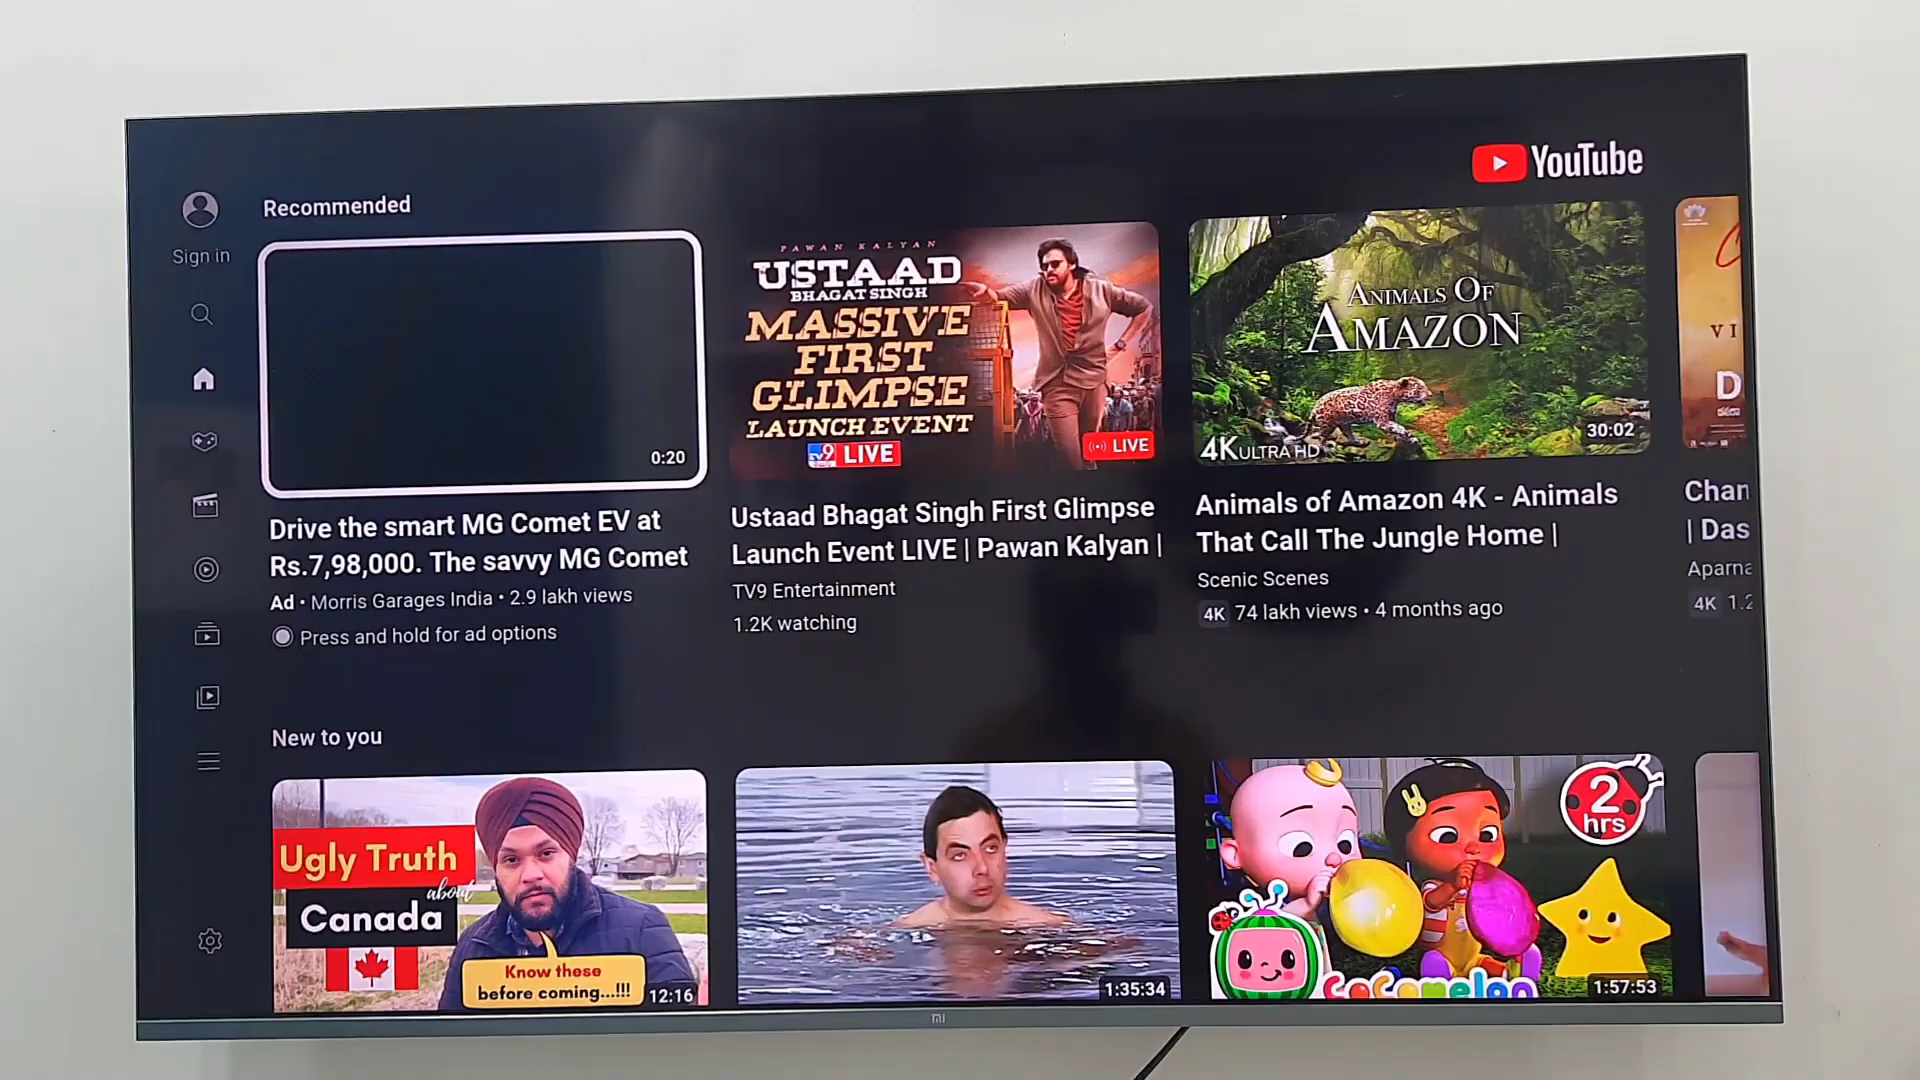 YouTube
Sign in
Recommended
0:20
Drive the smart MG Comet EV at
Rs.7,98,000. The savvy MG Comet
Ad • Morris Garages India • 2.9 lakh views
Press and hold for ad options
PAWAN KALYAN
USTAAD
BHAGAT SINGH
MASSIVE
FIRST
GLIMPSE
LAUNCH EVENT
TV9 LIVE
LIVE
Ustaad Bhagat Singh First Glimpse
Launch Event LIVE | Pawan Kalyan |
TV9 Entertainment
1.2K watching
ANIMALS OF
AMAZON
4K ULTRA HD
30:02
Animals of Amazon 4K - Animals
That Call The Jungle Home |
Scenic Scenes
4K 74 lakh views • 4 months ago
VI
D
Chan
| Das
Aparna
4K 1.2
New to you
Ugly Truth
about
Canada
Know these
before coming...!!!
12:16
1:35:34
2
hrs
CoComelon
1:57:53
mi